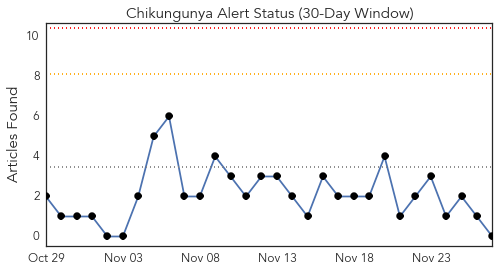 Chikungunya Alert Status (30-Day Window)
Articles Found
10
8
6
4
2
0
Oct 29 Nov 03 Nov 08 Nov 13 Nov 18 Nov 23